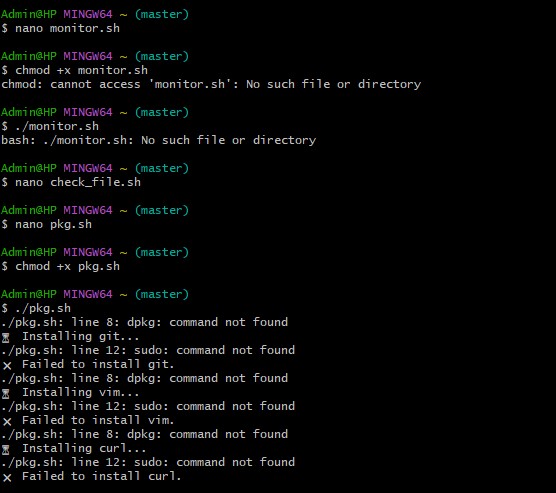 Admin@HP MINGW64 ~ (master)
$ nano monitor.sh
Admin@HP MINGW64 ~ (master)
$ chmod +x monitor.sh
chmod: cannot access 'monitor.sh': No such file or directory
Admin@HP MINGW64 ~ (master)
$ ./monitor.sh
bash: ./monitor.sh: No such file or directory
Admin@HP MINGW64 ~ (master)
$ nano check_file.sh
Admin@HP MINGW64 ~ (master)
$ nano pkg.sh
Admin@HP MINGW64 ~ (master)
$ chmod +x pkg.sh
Admin@HP MINGW64 ~ (master)
$ ./pkg.sh
./pkg.sh: line 8: dpkg: command not found
⏳ Installing git...
./pkg.sh: line 12: sudo: command not found
❌ Failed to install git.
./pkg.sh: line 8: dpkg: command not found
⏳ Installing vim...
./pkg.sh: line 12: sudo: command not found
❌ Failed to install vim.
./pkg.sh: line 8: dpkg: command not found
⏳ Installing curl...
./pkg.sh: line 12: sudo: command not found
❌ Failed to install curl.